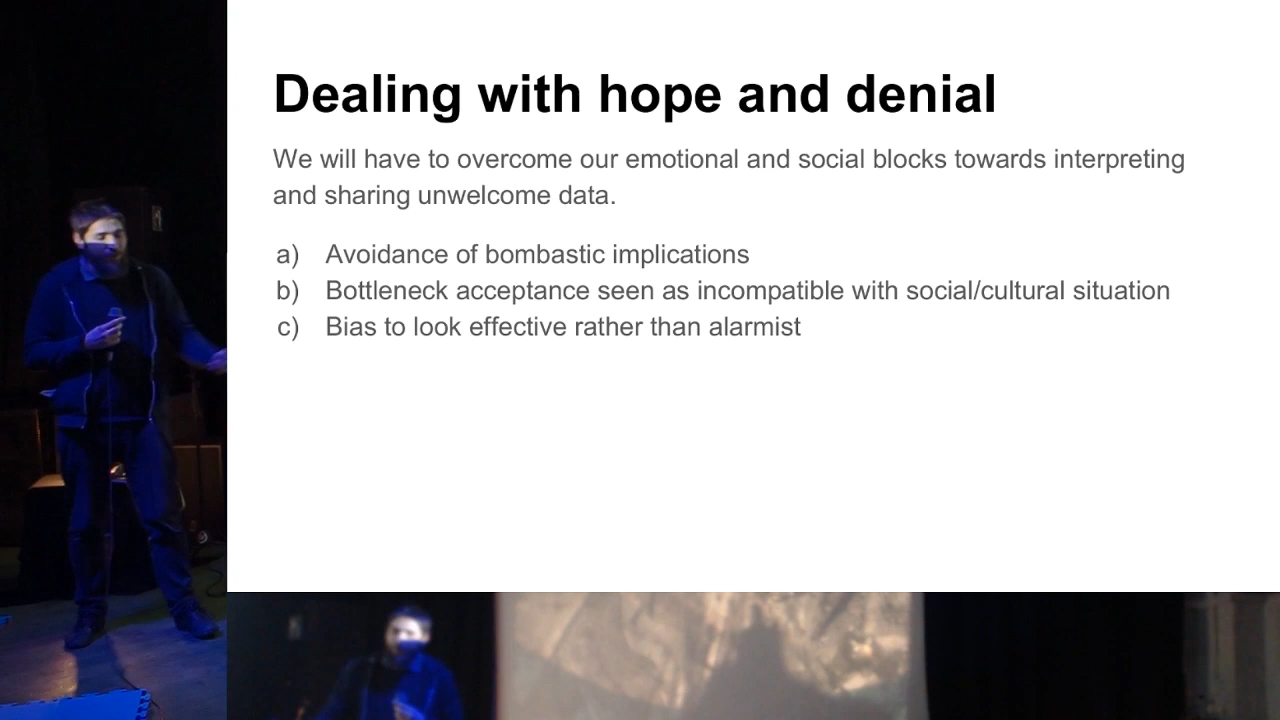 Dealing with hope and denial
We will have to overcome our emotional and social blocks towards interpreting
and sharing unwelcome data.
a) Avoidance of bombastic implications
b) Bottleneck acceptance seen as incompatible with social/cultural situation
c) Bias to look effective rather than alarmist